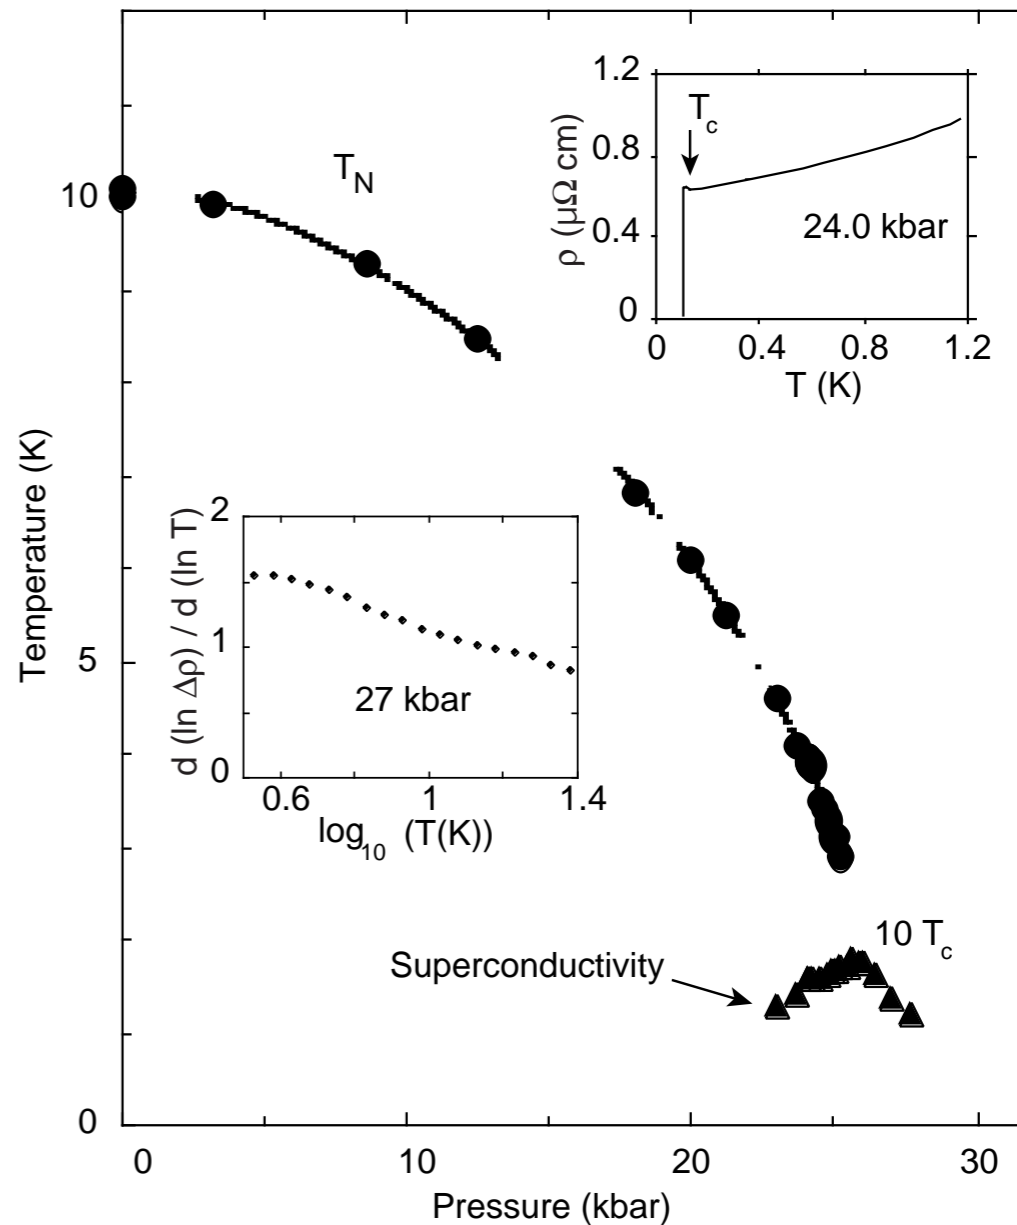 1.2
0.8
0.4
0
ρ (μΩ cm)
T_c
24.0 kbar
0 0.4 0.8 1.2
T (K)
T_N
10
5
0
Temperature (K)
2
1
0
d (ln Δρ) / d (ln T)
27 kbar
0.6 1 1.4
log₁₀ (T(K))
10 T_c
Superconductivity
0 10 20 30
Pressure (kbar)